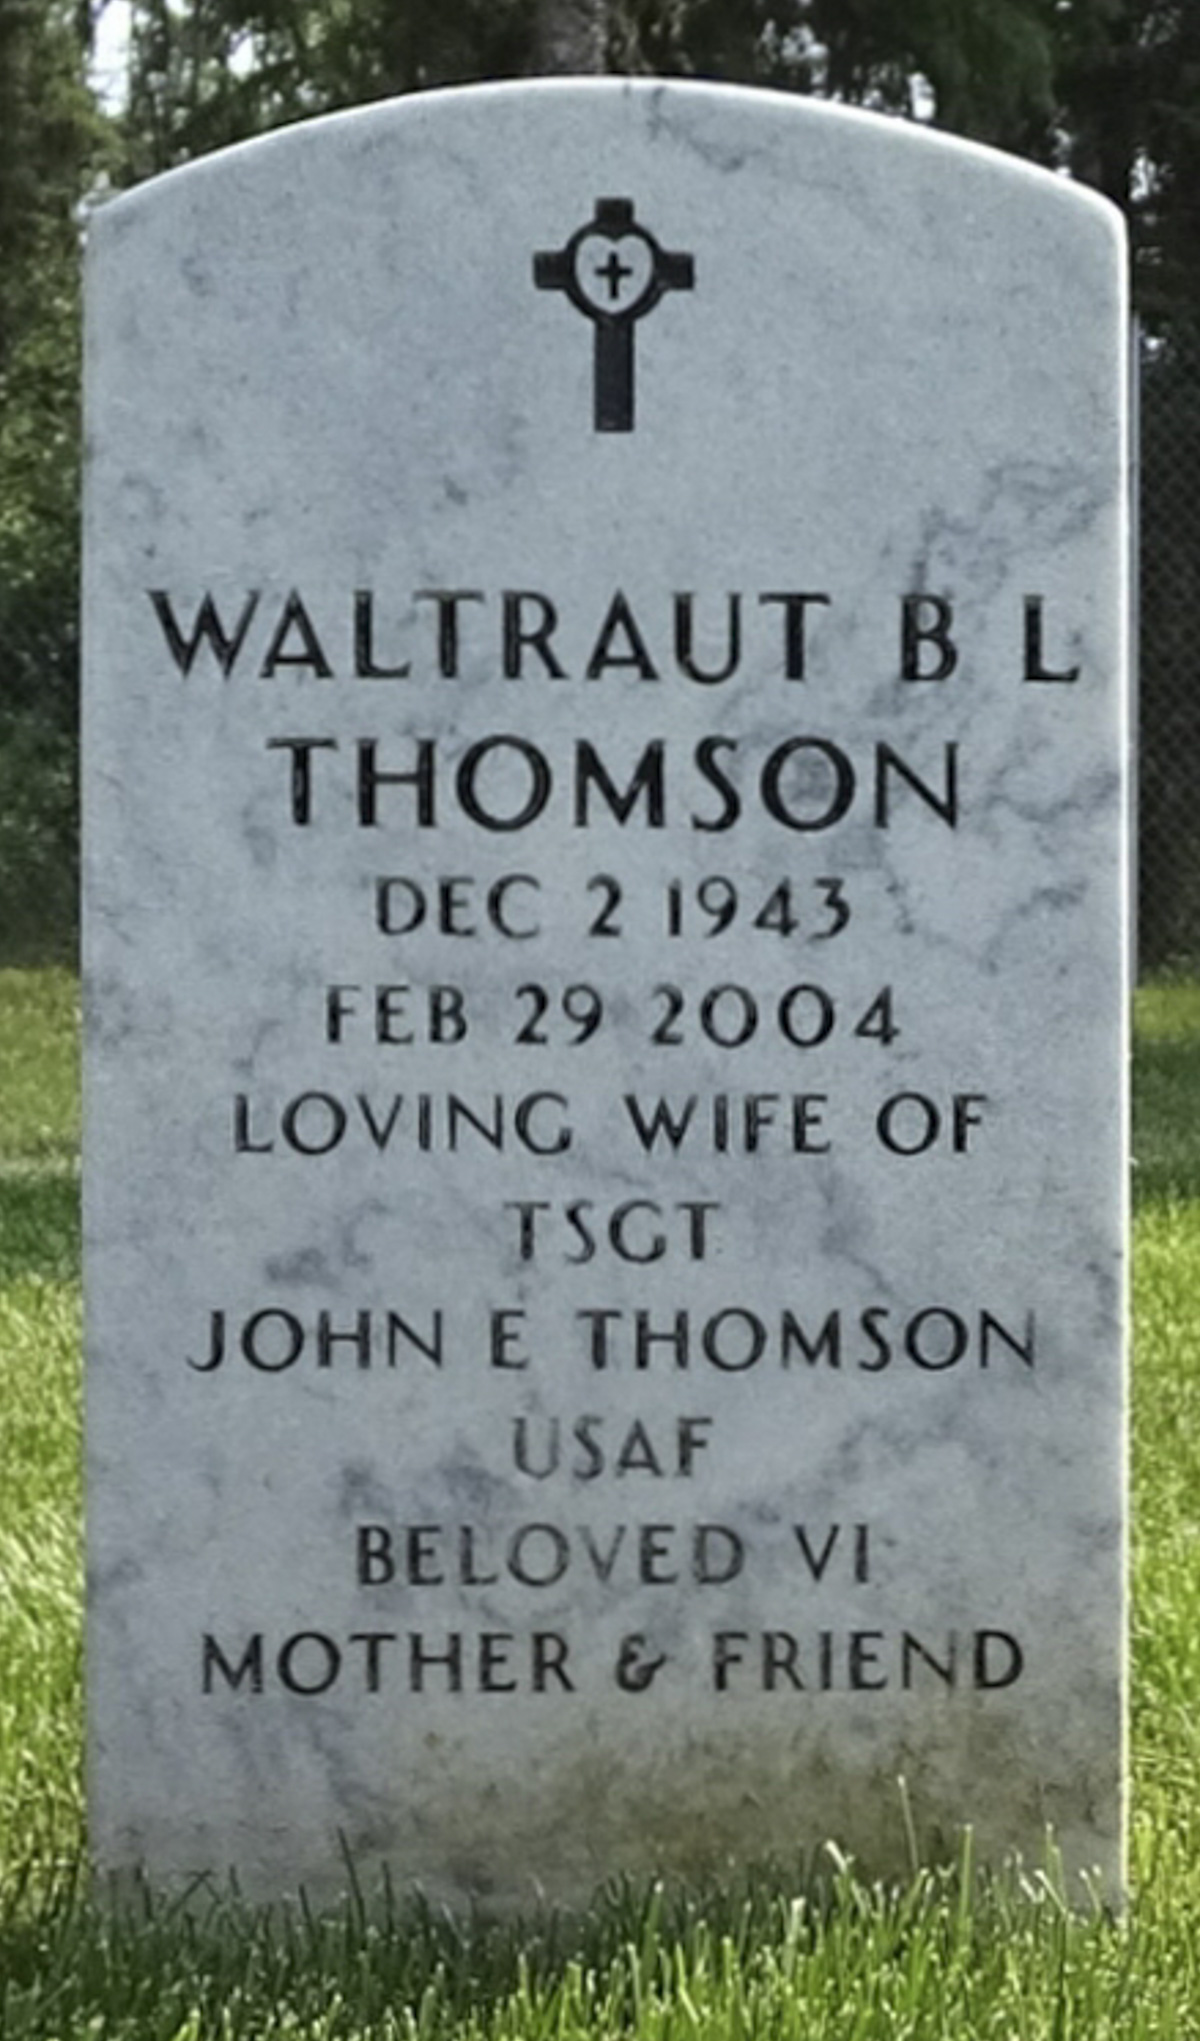 WALTRAUT B L
THOMSON
DEC 2 1943
FEB 29 2004
LOVING WIFE OF
TSGT
JOHN E THOMSON
USAF
BELOVED VI
MOTHER & FRIEND